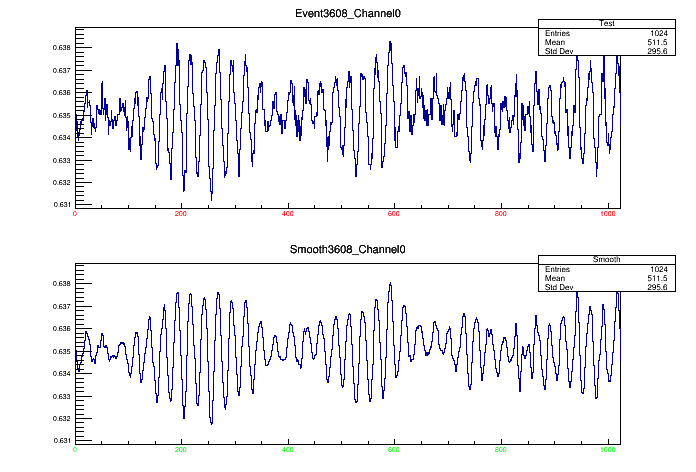 Event3608_Channel0
Test
Entries 1024
Mean 511.5
Std Dev 295.6
0.638
0.637
0.636
0.635
0.634
0.633
0.632
0.631
0 200 400 600 800 1000
Smooth3608_Channel0
Smooth
Entries 1024
Mean 511.5
Std Dev 295.6
0.638
0.637
0.636
0.635
0.634
0.633
0.632
0.631
0 200 400 600 800 1000